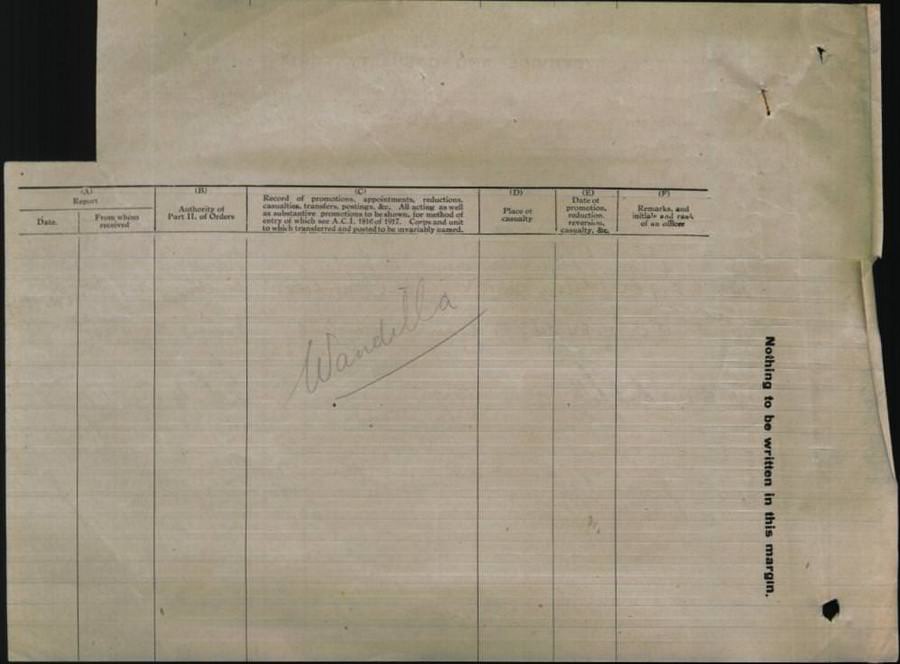 (A)
Report
Date.
From whom
received
(B)
Authority of
Part II. of Orders
(C)
Record of promotions, appointments, reductions,
casualties, transfers, postings, &c. All acting as well
as substantive promotions to be shown, for method of
entry of which see A.C.I. 1816 of 1917. Corps and unit
to which transferred and posted to be invariably named.
(D)
Place of
casualty
(E)
Date of
promotion,
reduction,
reversion,
casualty, &c.
(F)
Remarks, and
initials and rank
of an officer
Wandilla
Nothing to be written in this margin.